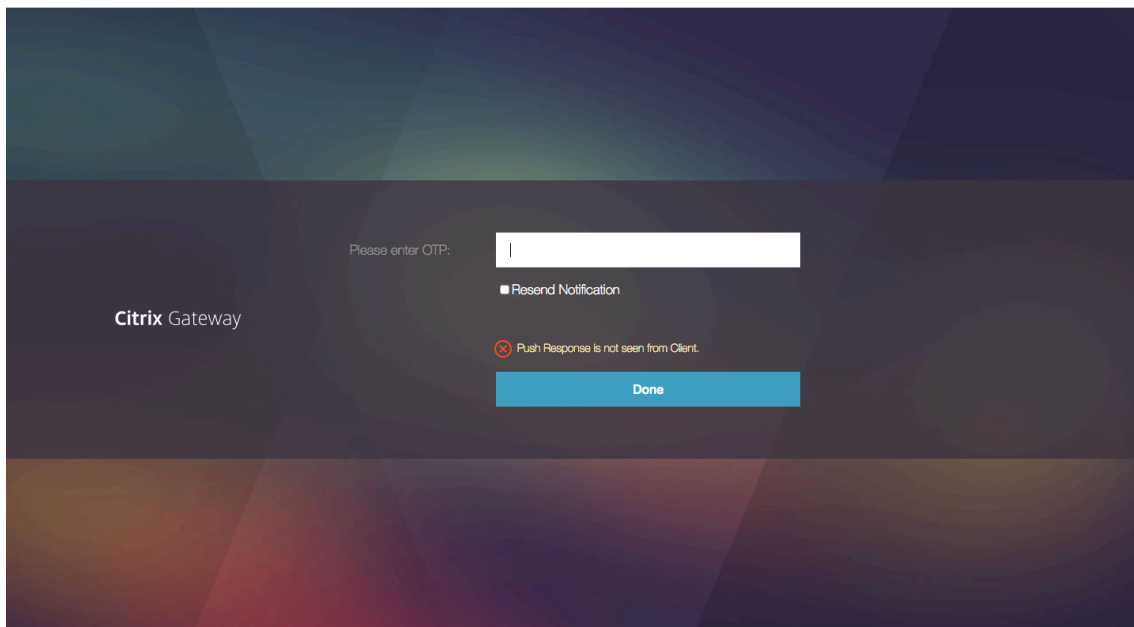 Please enter OTP:
Resend Notification
Citrix Gateway
Push Response is not seen from Client.
Done